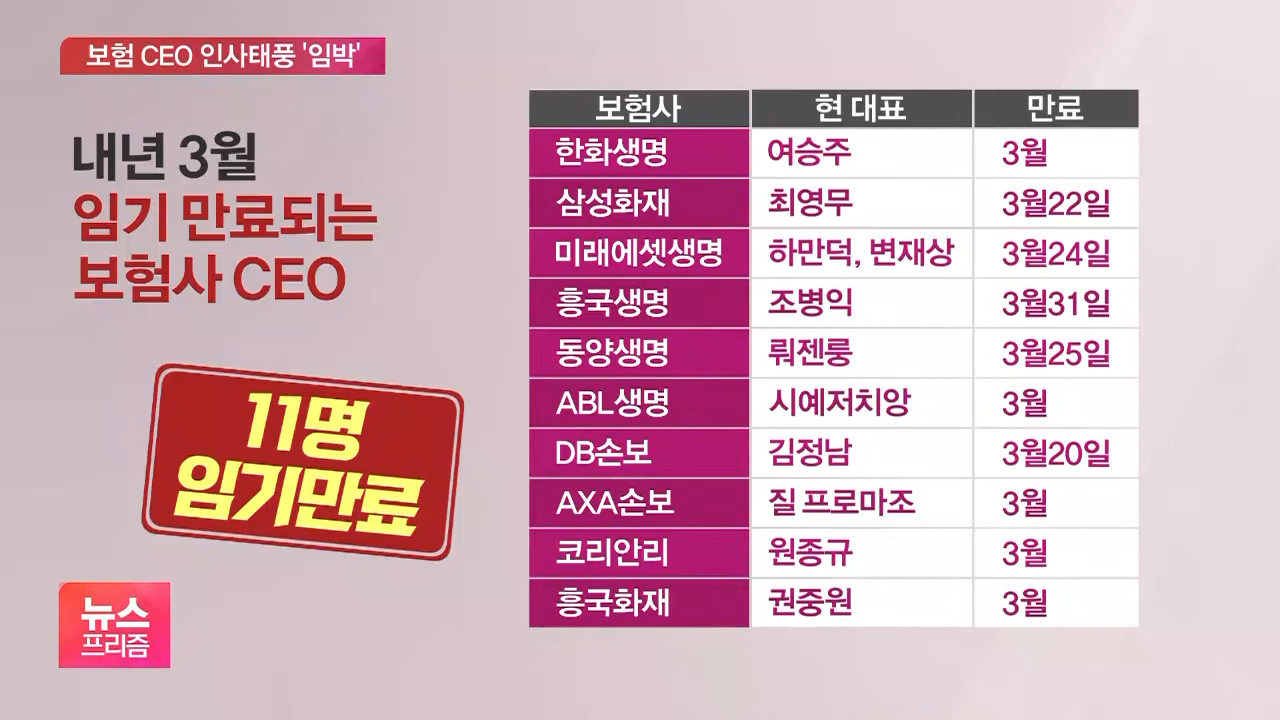 보험 CEO 인사태풍 '임박'
내년 3월
임기 만료되는
보험사 CEO
11명
임기만료
뉴스
프리즘
보험사 현 대표 만료
한화생명 여승주 3월
삼성화재 최영무 3월22일
미래에셋생명 하만덕, 변재상 3월24일
흥국생명 조병익 3월31일
동양생명 뤄젠룽 3월25일
ABL생명 시예저치앙 3월
DB손보 김정남 3월20일
AXA손보 질 프로마조 3월
코리안리 원종규 3월
흥국화재 권중원 3월